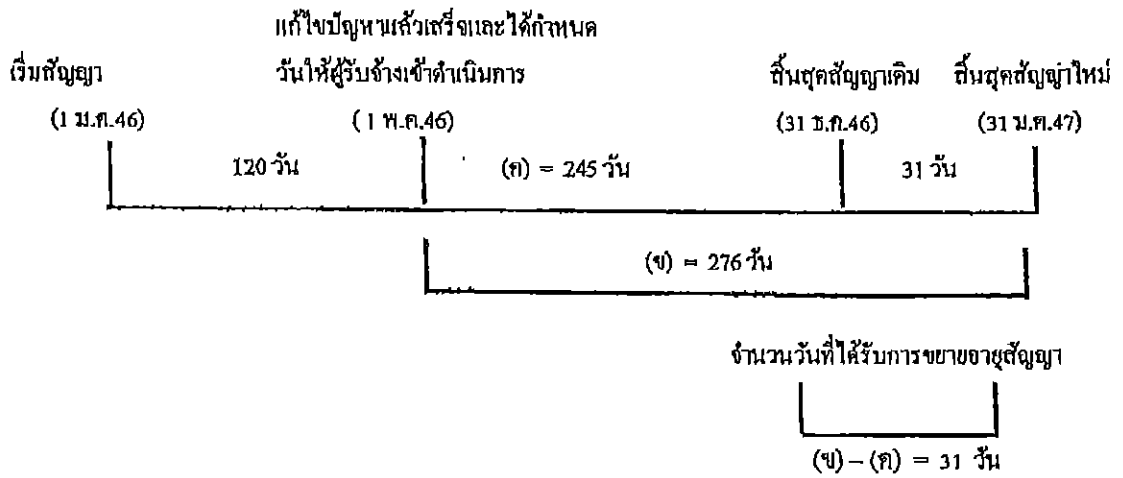 แก้ไขปัญหาแล้วเสร็จและได้กำหนด
เริ่มสัญญา วันให้ผู้รับจ้างเข้าดำเนินการ สิ้นสุดสัญญาเดิม สิ้นสุดสัญญาใหม่
(1 ม.ค.46) (1 พ.ค.46) (31 ธ.ค.46) (31 ม.ค.47)
120 วัน (ค) = 245 วัน 31 วัน
(ข) = 276 วัน
จำนวนวันที่ได้รับการขยายอายุสัญญา
(ข) – (ค) = 31 วัน